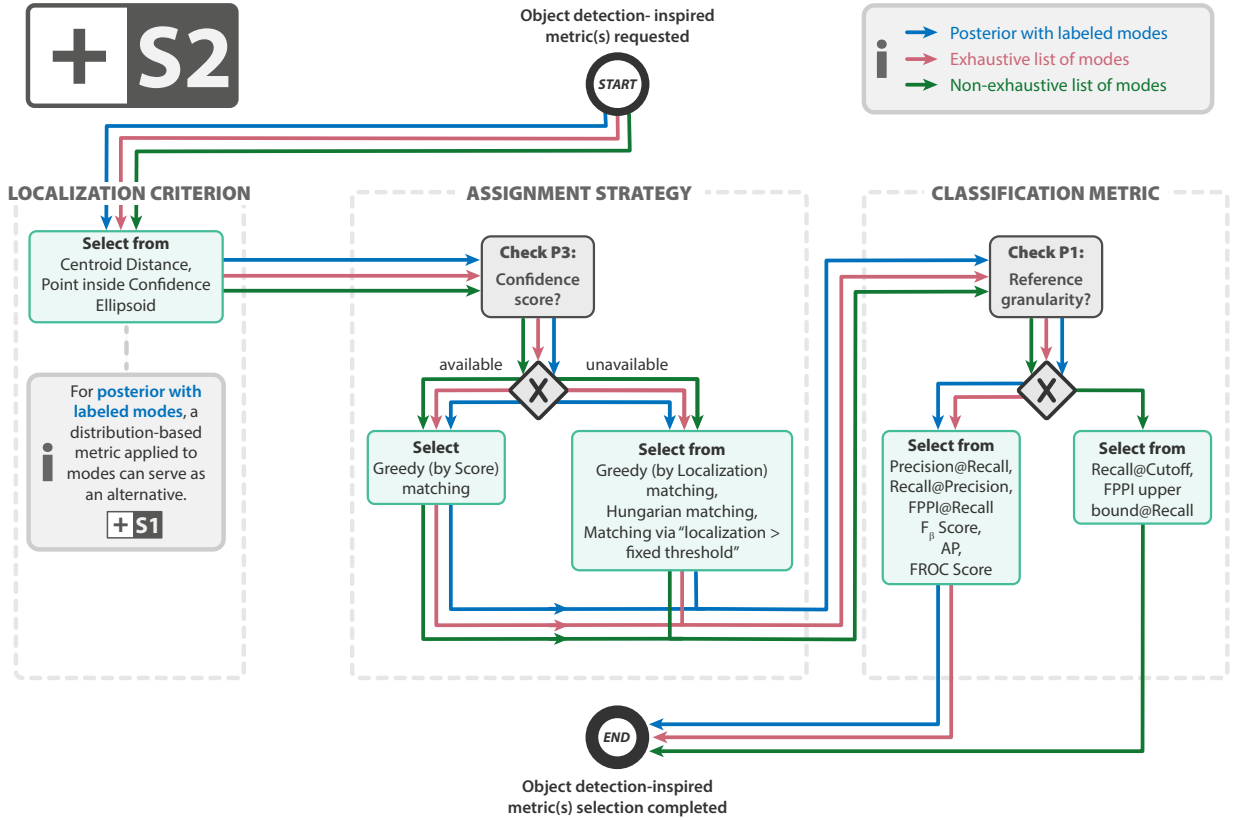 + S2
Object detection- inspired
metric(s) requested
START
i
Posterior with labeled modes
Exhaustive list of modes
Non-exhaustive list of modes
LOCALIZATION CRITERION
Select from
Centroid Distance,
Point inside Confidence
Ellipsoid
i
For posterior with
labeled modes, a
distribution-based
metric applied to
modes can serve as
an alternative.
+ S1
ASSIGNMENT STRATEGY
Check P3:
Confidence
score?
available
unavailable
X
Select
Greedy (by Score)
matching
Select from
Greedy (by Localization)
matching,
Hungarian matching,
Matching via “localization >
fixed threshold”
CLASSIFICATION METRIC
Check P1:
Reference
granularity?
X
Select from
Precision@Recall,
Recall@Precision,
FPPI@Recall
Fβ Score,
AP,
FROC Score
Select from
Recall@Cutoff,
FPPI upper
bound@Recall
END
Object detection-inspired
metric(s) selection completed